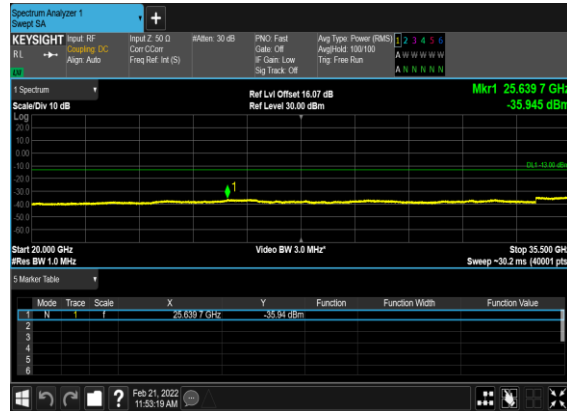 Spectrum Analyzer 1
Swept SA
+
KEYSIGHT Input: RF Input Z: 50 Ω #Atten: 30 dB PNO: Fast Avg Type: Power (RMS) 1 2 3 4 5 6
RL Coupling: DC Corr CCorr Gate: Off Avg|Hold: 100/100 A W W W W W
Align: Auto Freq Ref: Int (S) IF Gain: Low Trig: Free Run A N N N N N
Sig Track: Off
LW
1 Spectrum Ref Lvl Offset 16.07 dB Mkr1 25.639 7 GHz
Scale/Div 10 dB Ref Level 30.00 dBm -35.945 dBm
Log
20.0
10.0
0.00
-10.0 DL1 -13.00 dBm
-20.0
-30.0 1
-40.0
-50.0
-60.0
Start 20.000 GHz Video BW 3.0 MHz* Stop 35.500 GHz
#Res BW 1.0 MHz Sweep ~30.2 ms (40001 pts)
5 Marker Table
Mode Trace Scale X Y Function Function Width Function Value
1 N 1 f 25.639 7 GHz -35.94 dBm
2
3
4
5
6
? Feb 21, 2022
11:53:19 AM